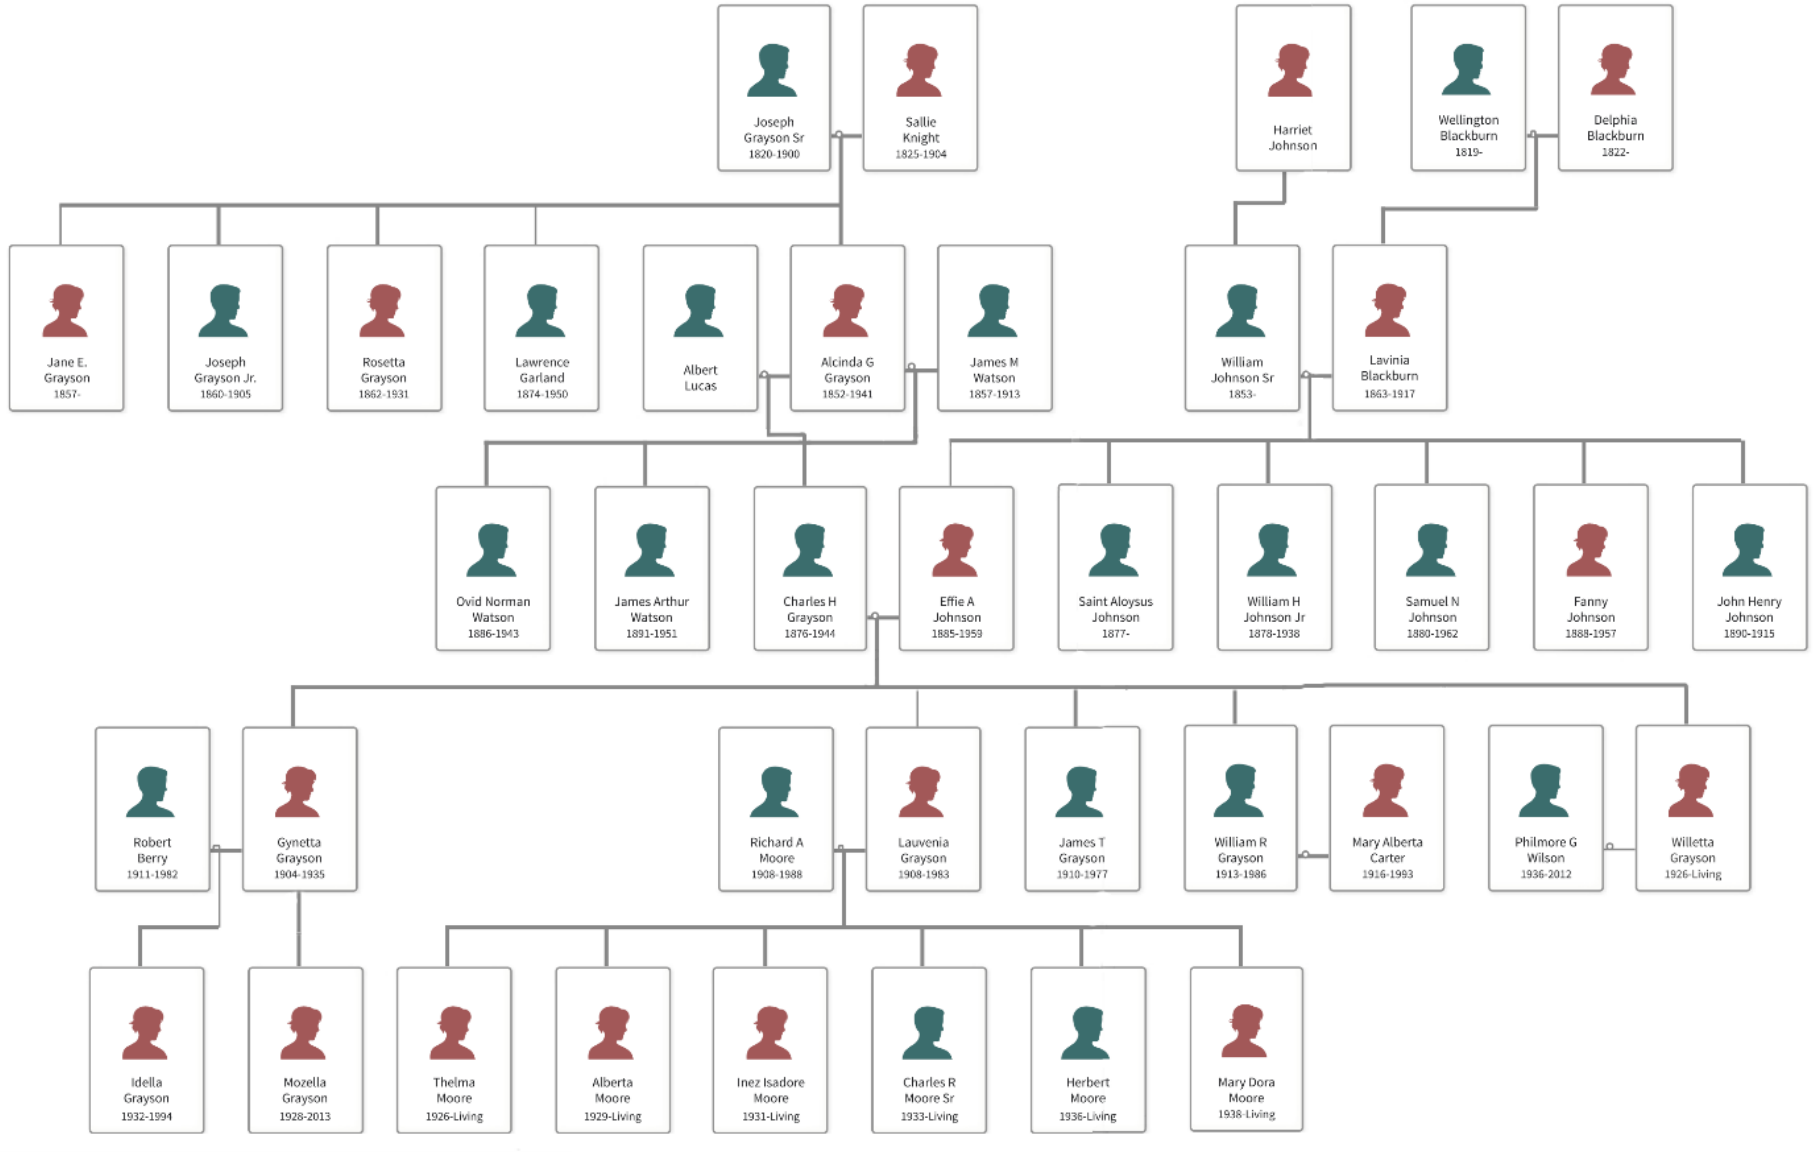 Joseph
Grayson Sr
1820-1900
Sallie
Knight
1825-1904
Harriet
Johnson
Wellington
Blackburn
1819-
Delphia
Blackburn
1822-
Jane E.
Grayson
1857-
Joseph
Grayson Jr.
1860-1905
Rosetta
Grayson
1862-1931
Lawrence
Garland
1874-1950
Albert
Lucas
Alcinda G
Grayson
1852-1941
James M
Watson
1857-1913
William
Johnson Sr
1853-
Lavinia
Blackburn
1863-1917
Ovid Norman
Watson
1886-1943
James Arthur
Watson
1891-1951
Charles H
Grayson
1876-1944
Effie A
Johnson
1885-1959
Saint Aloysus
Johnson
1877-
William H
Johnson Jr
1878-1938
Samuel N
Johnson
1880-1962
Fanny
Johnson
1888-1957
John Henry
Johnson
1890-1915
Robert
Berry
1911-1982
Gynetta
Grayson
1904-1935
Richard A
Moore
1908-1988
Lauvenia
Grayson
1908-1983
James T
Grayson
1910-1977
William R
Grayson
1913-1986
Mary Alberta
Carter
1916-1993
Philmore G
Wilson
1936-2012
Willetta
Grayson
1926-Living
Idella
Grayson
1932-1994
Mozella
Grayson
1928-2013
Thelma
Moore
1926-Living
Alberta
Moore
1929-Living
Inez Isadore
Moore
1931-Living
Charles R
Moore Sr
1933-Living
Herbert
Moore
1936-Living
Mary Dora
Moore
1938-Living